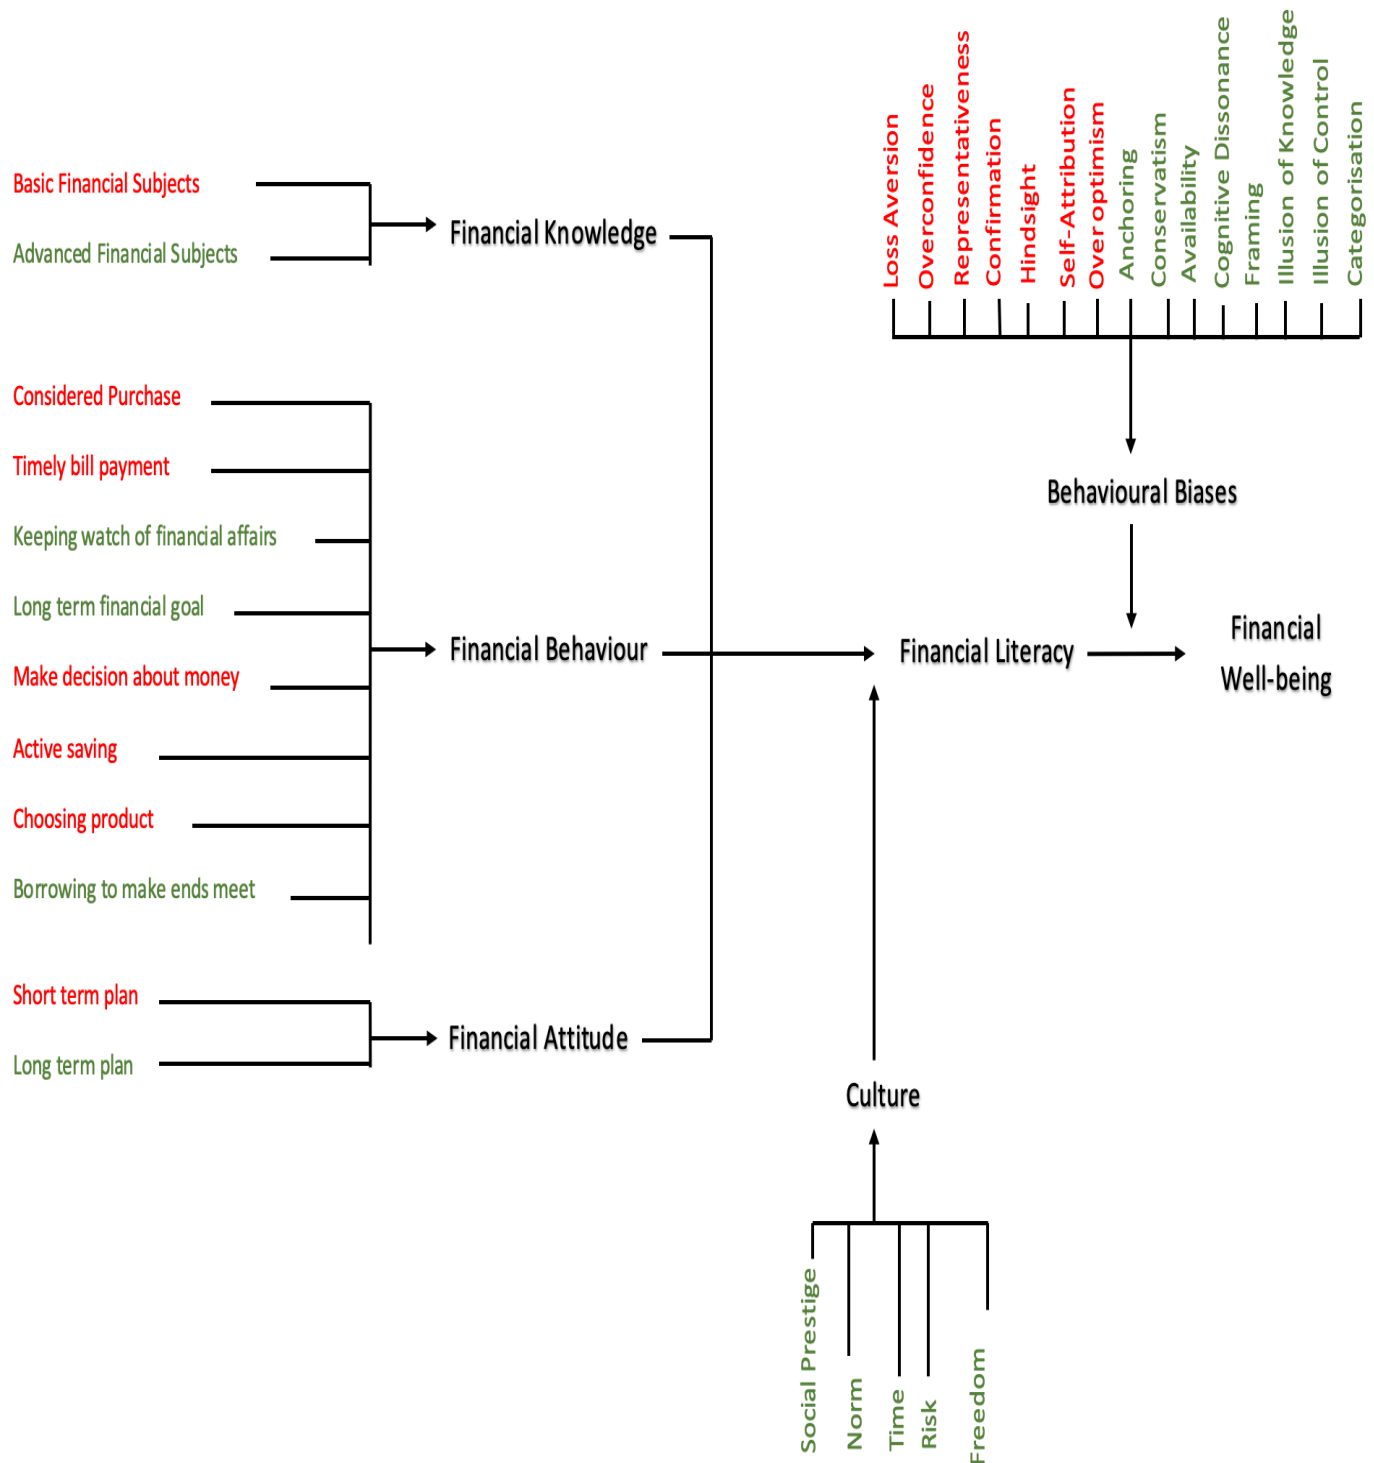 Loss Aversion
Overconfidence
Representativeness
Confirmation
Hindsight
Self-Attribution
Over optimism
Anchoring
Conservatism
Availability
Cognitive Dissonance
Framing
Illusion of Knowledge
Illusion of Control
Categorisation
Basic Financial Subjects
Advanced Financial Subjects
Financial Knowledge
Considered Purchase
Timely bill payment
Keeping watch of financial affairs
Long term financial goal
Make decision about money
Active saving
Choosing product
Borrowing to make ends meet
Financial Behaviour
Behavioural Biases
Financial Literacy
Financial
Well-being
Short term plan
Long term plan
Financial Attitude
Culture
Social Prestige
Norm
Time
Risk
Freedom